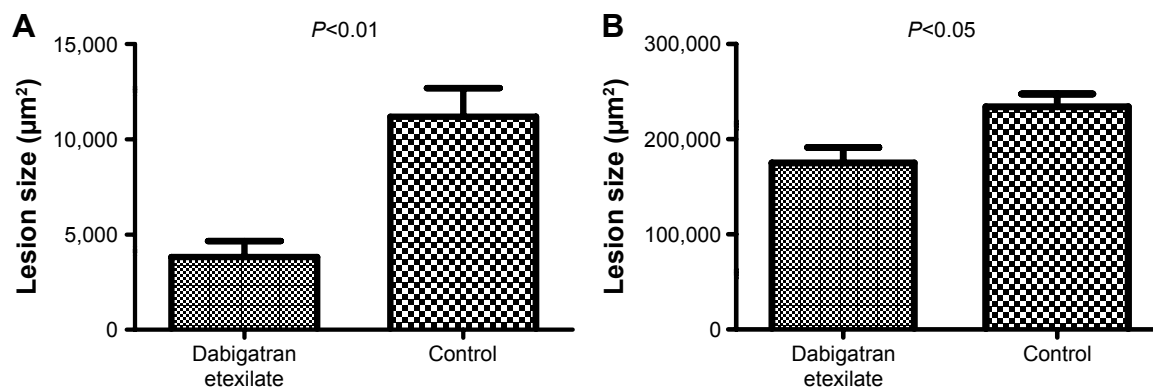 A
P<0.01
Lesion size (µm²)
15,000
10,000
5,000
0
Dabigatran
etexilate
Control
B
P<0.05
Lesion size (µm²)
300,000
200,000
100,000
0
Dabigatran
etexilate
Control